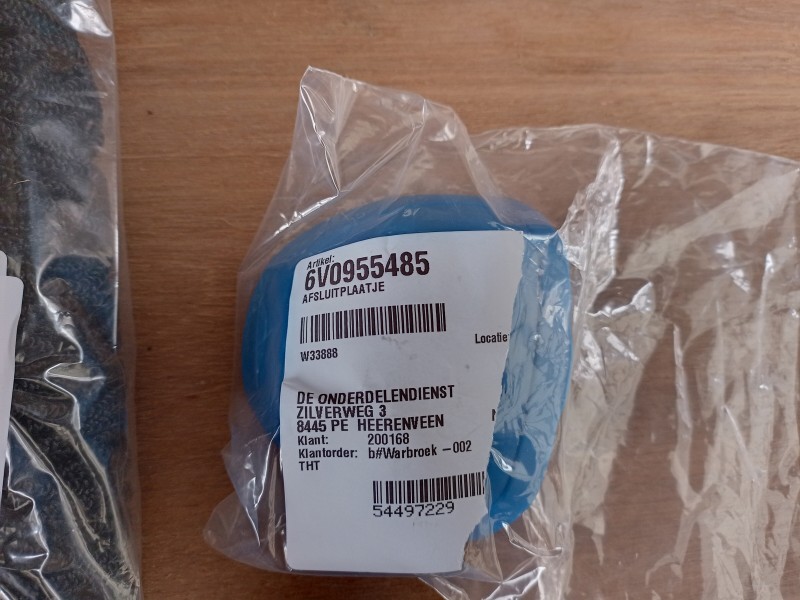 Artikel:
6V0955485
AFSLUITPLAATJE
W33888
Locatie
DE ONDERDELENDIENST
ZILVERWEG 3
8445 PE HEERENVEEN
Klant: 200168
Klantorder: b#Warbroek -002
THT
54497229